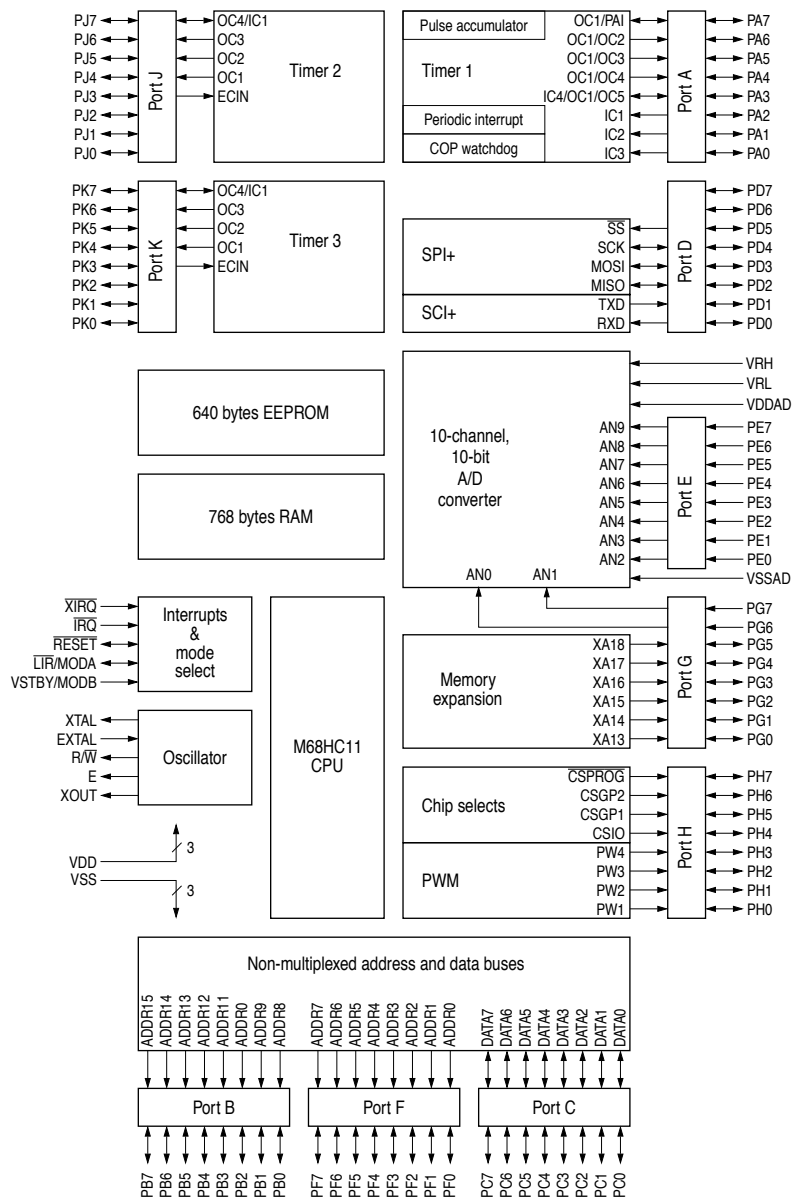 PJ7
PJ6
PJ5
PJ4
PJ3
PJ2
PJ1
PJ0
Port J
OC4/IC1
OC3
OC2
OC1
ECIN
Timer 2
Pulse accumulator
Timer 1
Periodic interrupt
COP watchdog
OC1/PAI
OC1/OC2
OC1/OC3
OC1/OC4
IC4/OC1/OC5
IC1
IC2
IC3
Port A
PA7
PA6
PA5
PA4
PA3
PA2
PA1
PA0
PK7
PK6
PK5
PK4
PK3
PK2
PK1
PK0
Port K
OC4/IC1
OC3
OC2
OC1
ECIN
Timer 3
SPI+
SCI+
SS
SCK
MOSI
MISO
TXD
RXD
Port D
PD7
PD6
PD5
PD4
PD3
PD2
PD1
PD0
640 bytes EEPROM
768 bytes RAM
10-channel,
10-bit
A/D
converter
AN9
AN8
AN7
AN6
AN5
AN4
AN3
AN2
AN0
AN1
Port E
VRH
VRL
VDDAD
PE7
PE6
PE5
PE4
PE3
PE2
PE1
PE0
VSSAD
XIRQ
IRQ
RESET
LIR/MODA
VSTBY/MODB
Interrupts
&
mode
select
XTAL
EXTAL
R/W
E
XOUT
Oscillator
VDD
3
VSS
3
M68HC11
CPU
Memory
expansion
XA18
XA17
XA16
XA15
XA14
XA13
Port G
PG7
PG6
PG5
PG4
PG3
PG2
PG1
PG0
Chip selects
PWM
CSPROG
CSGP2
CSGP1
CSIO
PW4
PW3
PW2
PW1
Port H
PH7
PH6
PH5
PH4
PH3
PH2
PH1
PH0
Non-multiplexed address and data buses
ADDR15
ADDR14
ADDR13
ADDR12
ADDR11
ADDR0
ADDR9
ADDR8
ADDR7
ADDR6
ADDR5
ADDR4
ADDR3
ADDR2
ADDR1
ADDR0
DATA7
DATA6
DATA5
DATA4
DATA3
DATA2
DATA1
DATA0
Port B
Port F
Port C
PB7
PB6
PB5
PB4
PB3
PB2
PB1
PB0
PF7
PF6
PF5
PF4
PF3
PF2
PF1
PF0
PC7
PC6
PC5
PC4
PC3
PC2
PC1
PC0